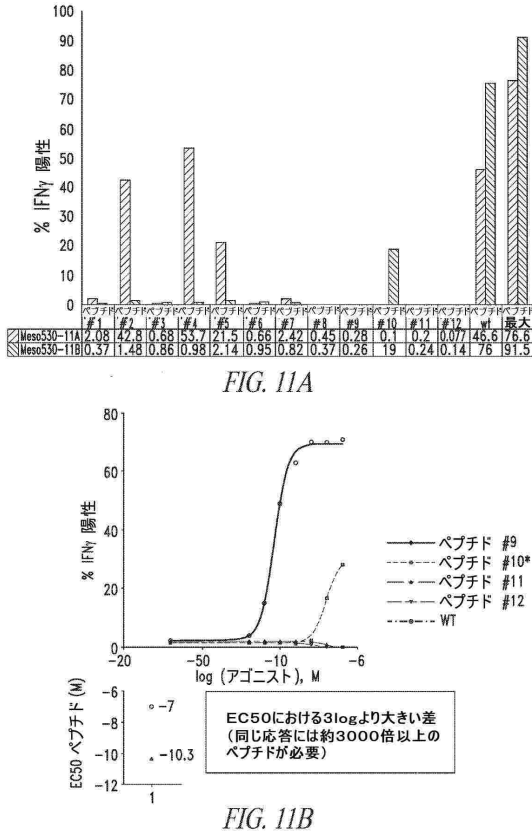 100
90
80
70
60
50
40
30
20
10
0
% IFNγ 陽性
ペプチド ペプチド ペプチド ペプチド ペプチド ペプチド ペプチド ペプチド ペプチド ペプチド ペプチド ペプチド ペプチド ペプチド
#1 #2 #3 #4 #5 #6 #7 #8 #9 #10 #11 #12 wt 最大
Meso530-11A 2.08 42.8 0.68 53.7 21.5 0.66 2.42 0.45 0.28 0.1 0.2 0.077 46.6 76.6
Meso530-11B 0.37 1.48 0.86 0.98 2.14 0.95 0.82 0.37 0.26 19 0.24 0.14 76 91.5
FIG. 11A
80
60
40
20
0
% IFNγ 陽性
-20 -50 -10 -6
log (アゴニスト), M
ペプチド #9
ペプチド #10*
ペプチド #11
ペプチド #12
WT
EC50 ペプチド(M)
-6
-8
-10
-12
-7
-10.3
1
EC50における3logより大きい差
(同じ応答には約3000倍以上の
ペプチドが必要)
FIG. 11B